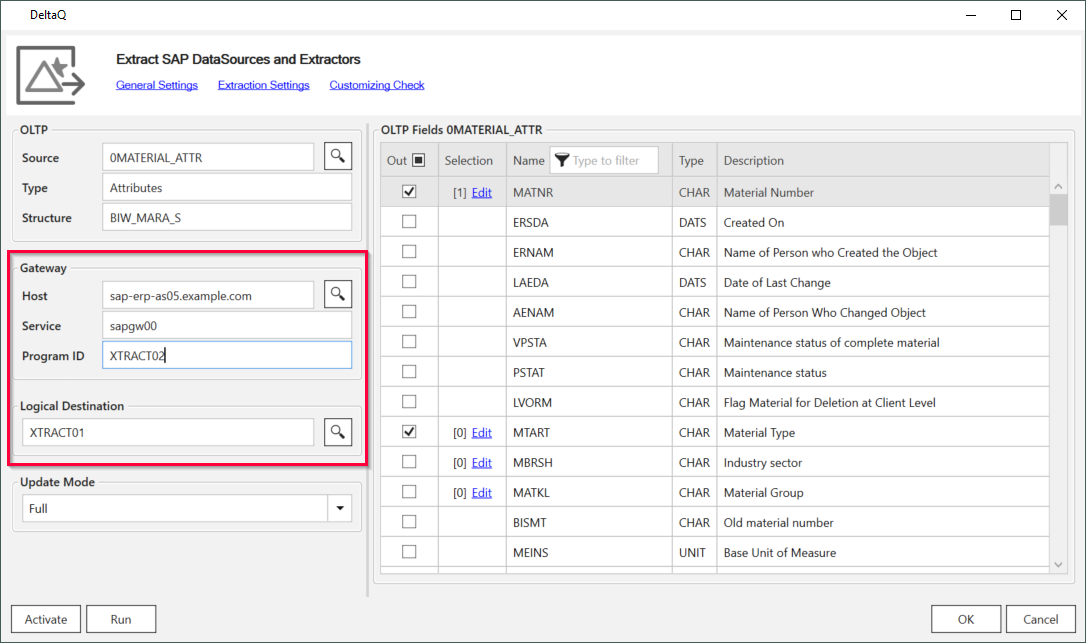 DeltaQ
Extract SAP DataSources and Extractors
General Settings Extraction Settings Customizing Check
OLTP
Source 0MATERIAL_ATTR
Type Attributes
Structure BIW_MARA_S
Gateway
Host sap-erp-as05.example.com
Service sapgw00
Program ID XTRACT02
Logical Destination
XTRACT01
Update Mode
Full
Activate Run
OLTP Fields 0MATERIAL_ATTR
Out Selection Name Type to filter Type Description
[1] Edit MATNR CHAR Material Number
ERSDA DATS Created On
ERNAM CHAR Name of Person who Created the Object
LAEDA DATS Date of Last Change
AENAM CHAR Name of Person Who Changed Object
VPSTA CHAR Maintenance status of complete material
PSTAT CHAR Maintenance status
LVORM CHAR Flag Material for Deletion at Client Level
[0] Edit MTART CHAR Material Type
[0] Edit MBRSH CHAR Industry sector
[0] Edit MATKL CHAR Material Group
BISMT CHAR Old material number
MEINS UNIT Base Unit of Measure
OK Cancel